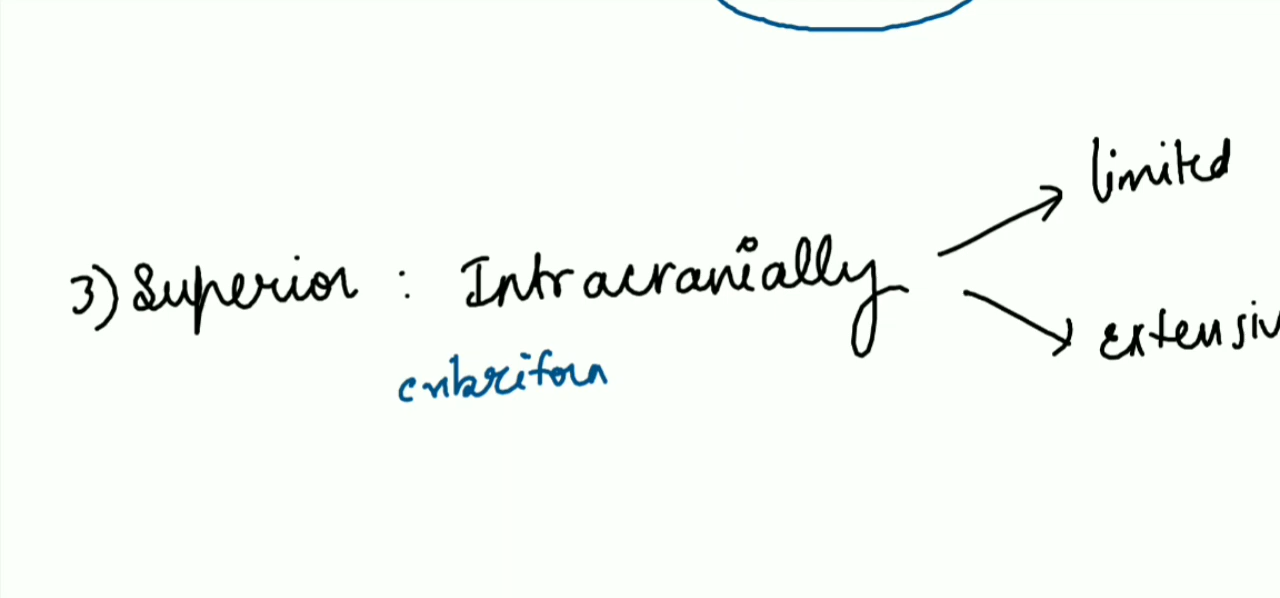 limited
3) Superior : Intracranially
extensiv
cribriform